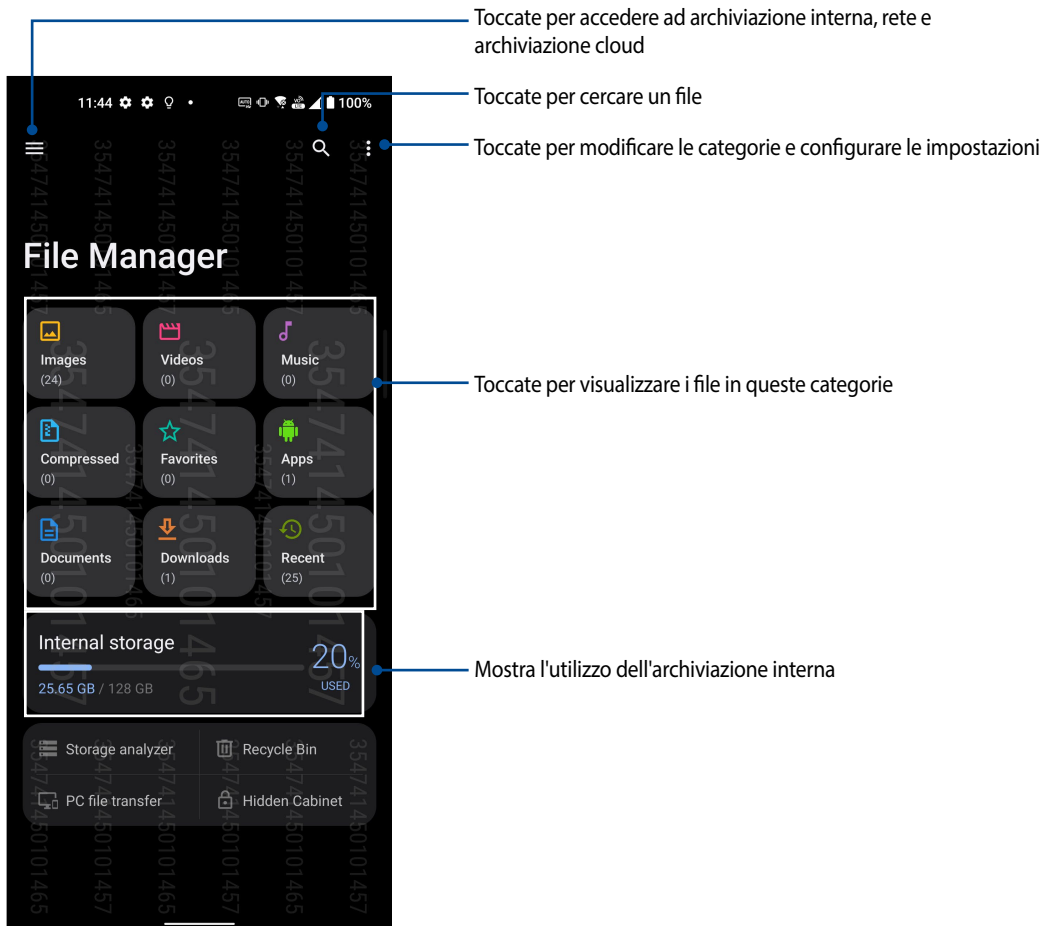 Toccate per accedere ad archiviazione interna, rete e
archiviazione cloud
Toccate per cercare un file
Toccate per modificare le categorie e configurare le impostazioni
11:44
100%
File Manager
Images
(24)
Videos
(0)
Music
(0)
Compressed
(0)
Favorites
(0)
Apps
(1)
Documents
(0)
Downloads
(1)
Recent
(25)
Toccate per visualizzare i file in queste categorie
Internal storage
25.65 GB / 128 GB
20%
USED
Mostra l'utilizzo dell'archiviazione interna
Storage analyzer
Recycle Bin
PC file transfer
Hidden Cabinet
354741450101465
354741450101457